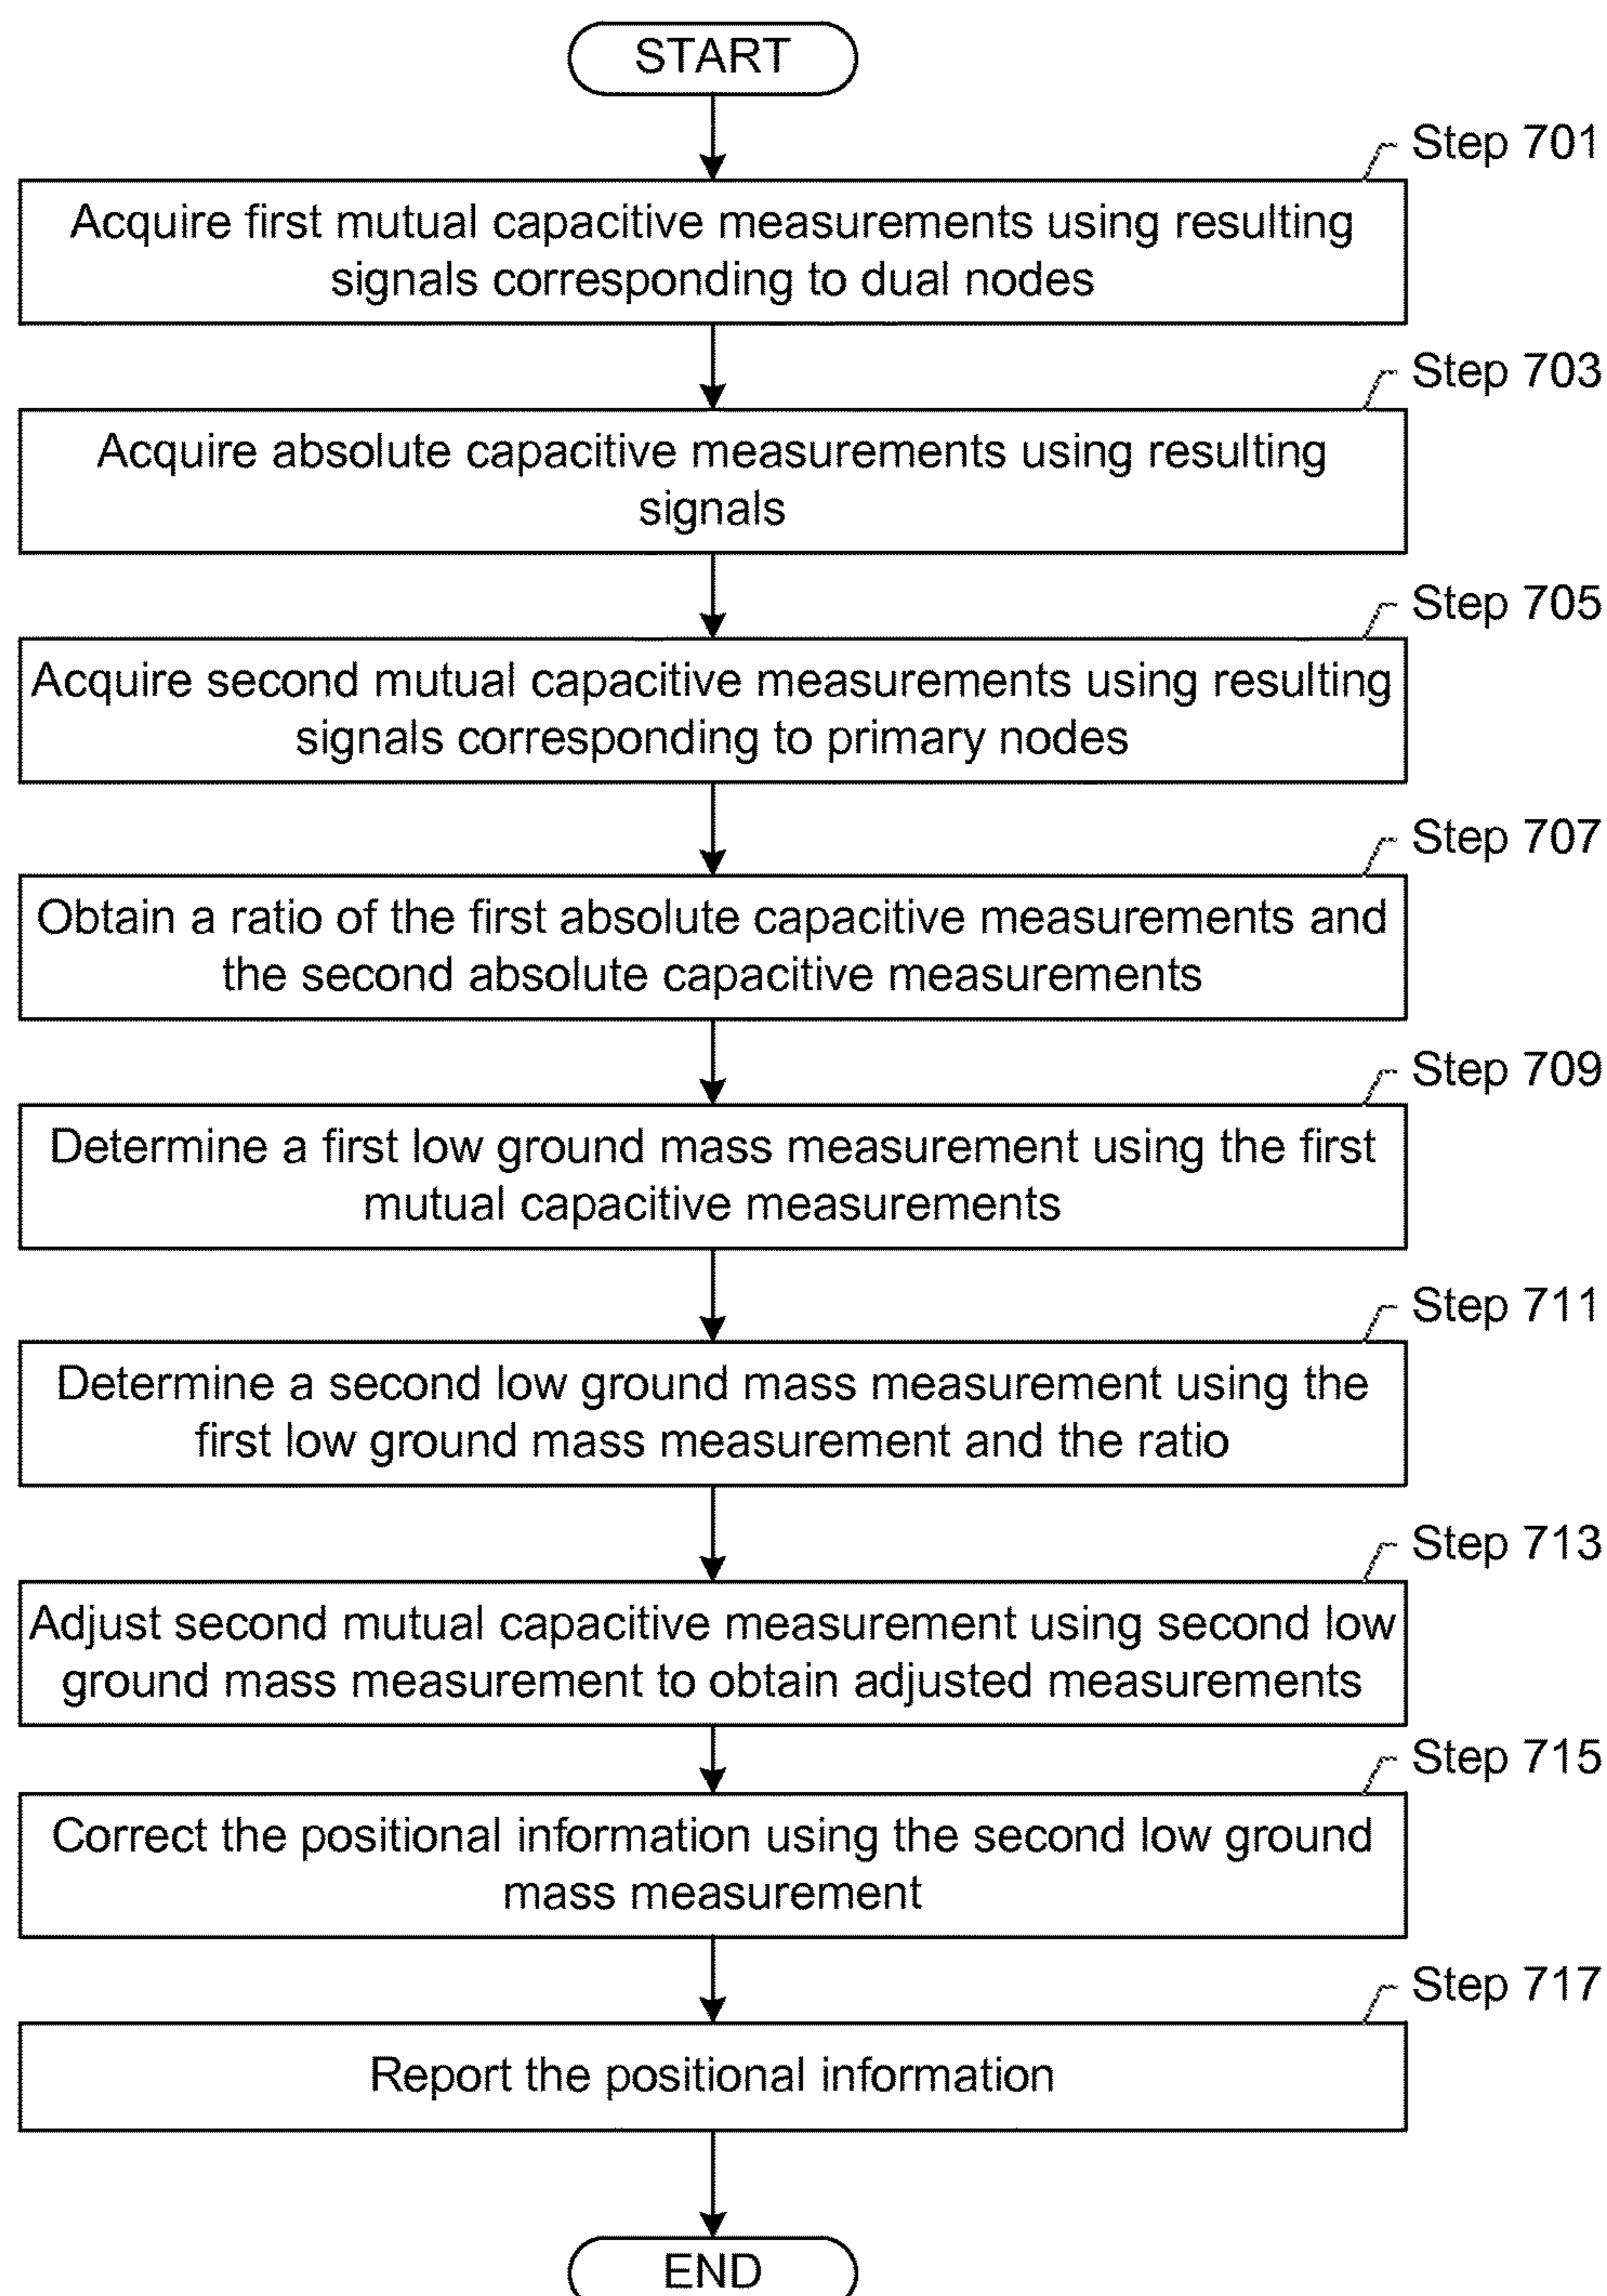 START
Step 701
Acquire first mutual capacitive measurements using resulting
signals corresponding to dual nodes
Step 703
Acquire absolute capacitive measurements using resulting
signals
Step 705
Acquire second mutual capacitive measurements using resulting
signals corresponding to primary nodes
Step 707
Obtain a ratio of the first absolute capacitive measurements and
the second absolute capacitive measurements
Step 709
Determine a first low ground mass measurement using the first
mutual capacitive measurements
Step 711
Determine a second low ground mass measurement using the
first low ground mass measurement and the ratio
Step 713
Adjust second mutual capacitive measurement using second low
ground mass measurement to obtain adjusted measurements
Step 715
Correct the positional information using the second low ground
mass measurement
Step 717
Report the positional information
END